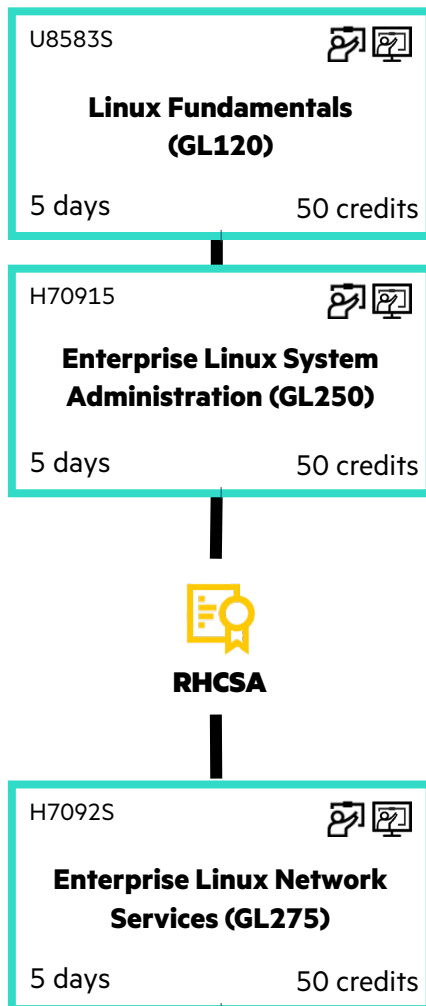 U8583S
Linux Fundamentals
(GL120)
5 days 50 credits
H70915
Enterprise Linux System
Administration (GL250)
5 days 50 credits
RHCSA
H7092S
Enterprise Linux Network
Services (GL275)
5 days 50 credits